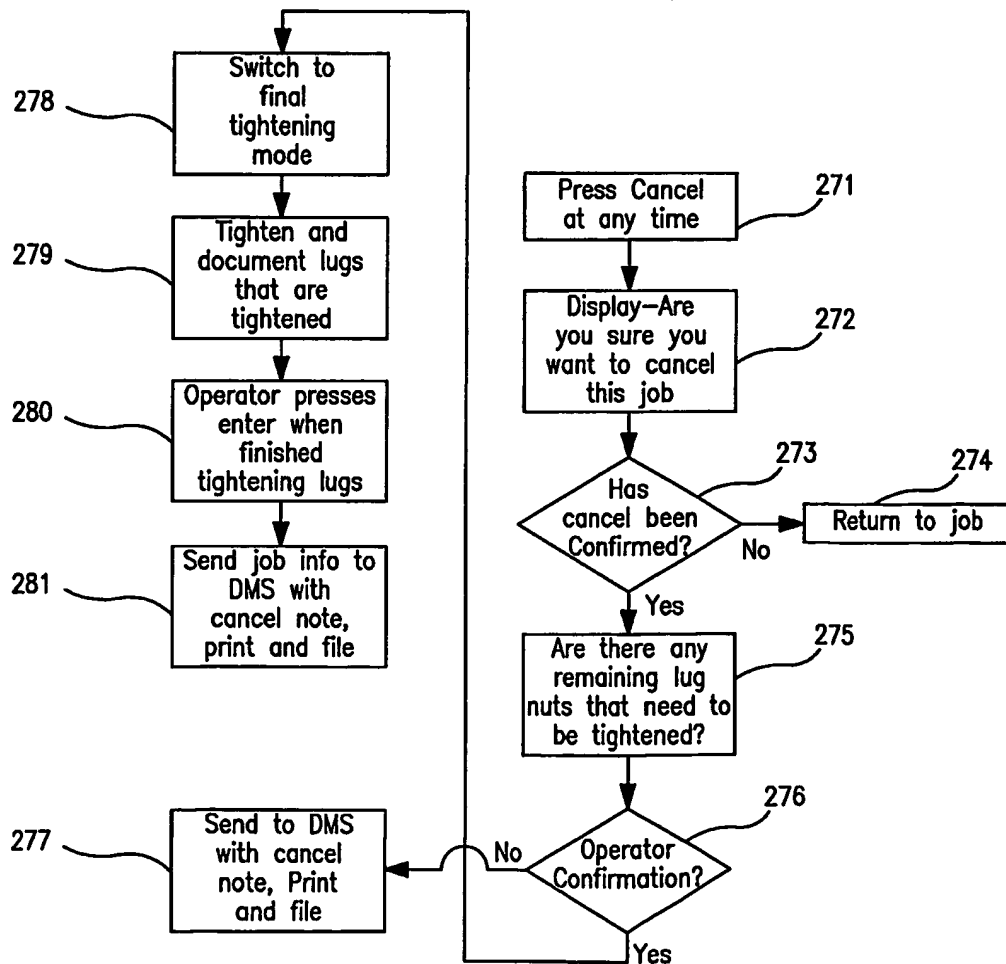 278
Switch to
final
tightening
mode
279
Tighten and
document lugs
that are
tightened
280
Operator presses
enter when
finished
tightening lugs
281
Send job info to
DMS with
cancel note,
print and file
277
Send to DMS
with cancel
note, Print
and file
Press Cancel
at any time
271
Display-Are
you sure you
want to cancel
this job
272
Has
cancel been
Confirmed?
273
No
274
Return to job
Yes
Are there any
remaining lug
nuts that need to
be tightened?
275
Operator
Confirmation?
276
No
Yes